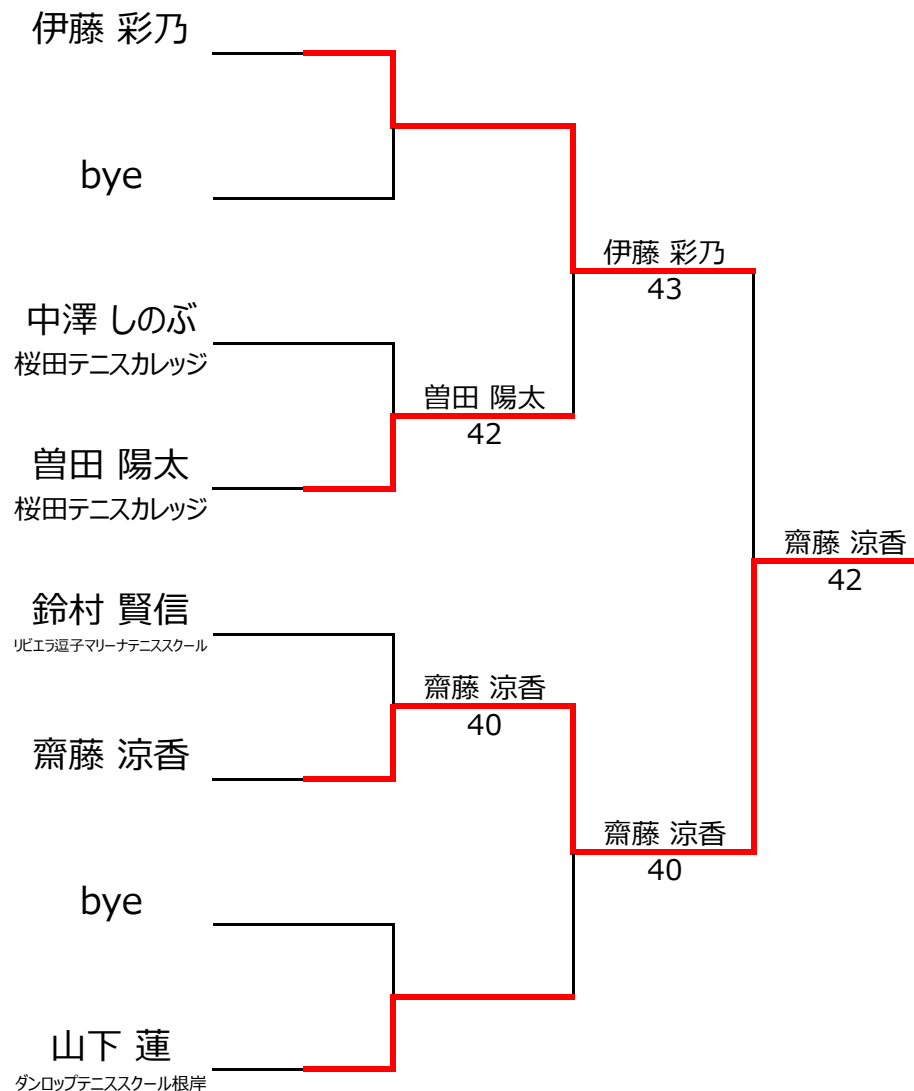 伊藤 彩乃
bye
中澤 しのぶ
桜田テニスカレッジ
曽田 陽太
桜田テニスカレッジ
鈴村 賢信
リビエラ逗子マリーナテニススクール
齋藤 涼香
bye
山下 蓮
ダンロップテニススクール根岸
曽田 陽太
42
齋藤 涼香
40
伊藤 彩乃
43
齋藤 涼香
40
齋藤 涼香
42